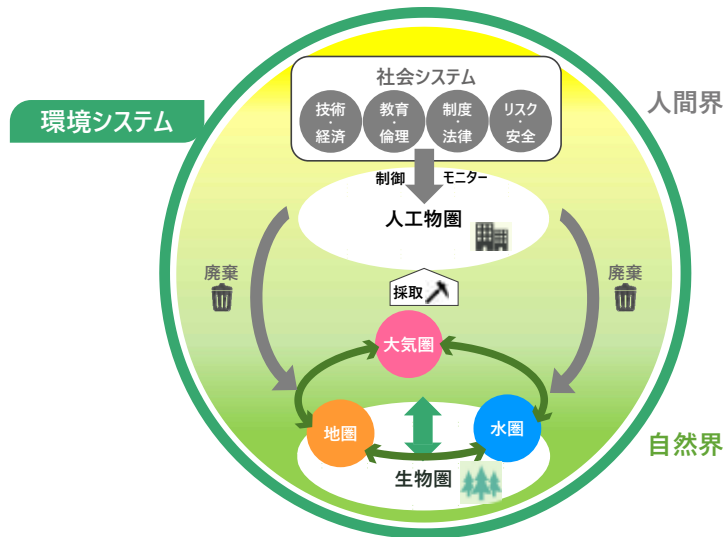 社会システム
人間界
技術
・
経済
教育
・
倫理
制度
・
法律
リスク
・
安全
環境システム
制御
モニター
人工物圏
廃棄
廃棄
採取
大気圏
地圏
水圏
自然界
生物圏